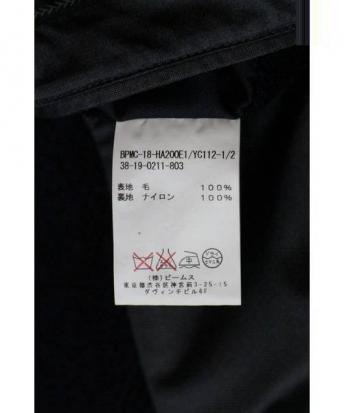 BPMC-18-HA200E1/YC112-1/2
38-19-0211-803
表地 毛 100%
裏地 ナイロン 100%
(株)ビームス
東京都渋谷区神宮前3-25-15
ダヴィンチビル4F